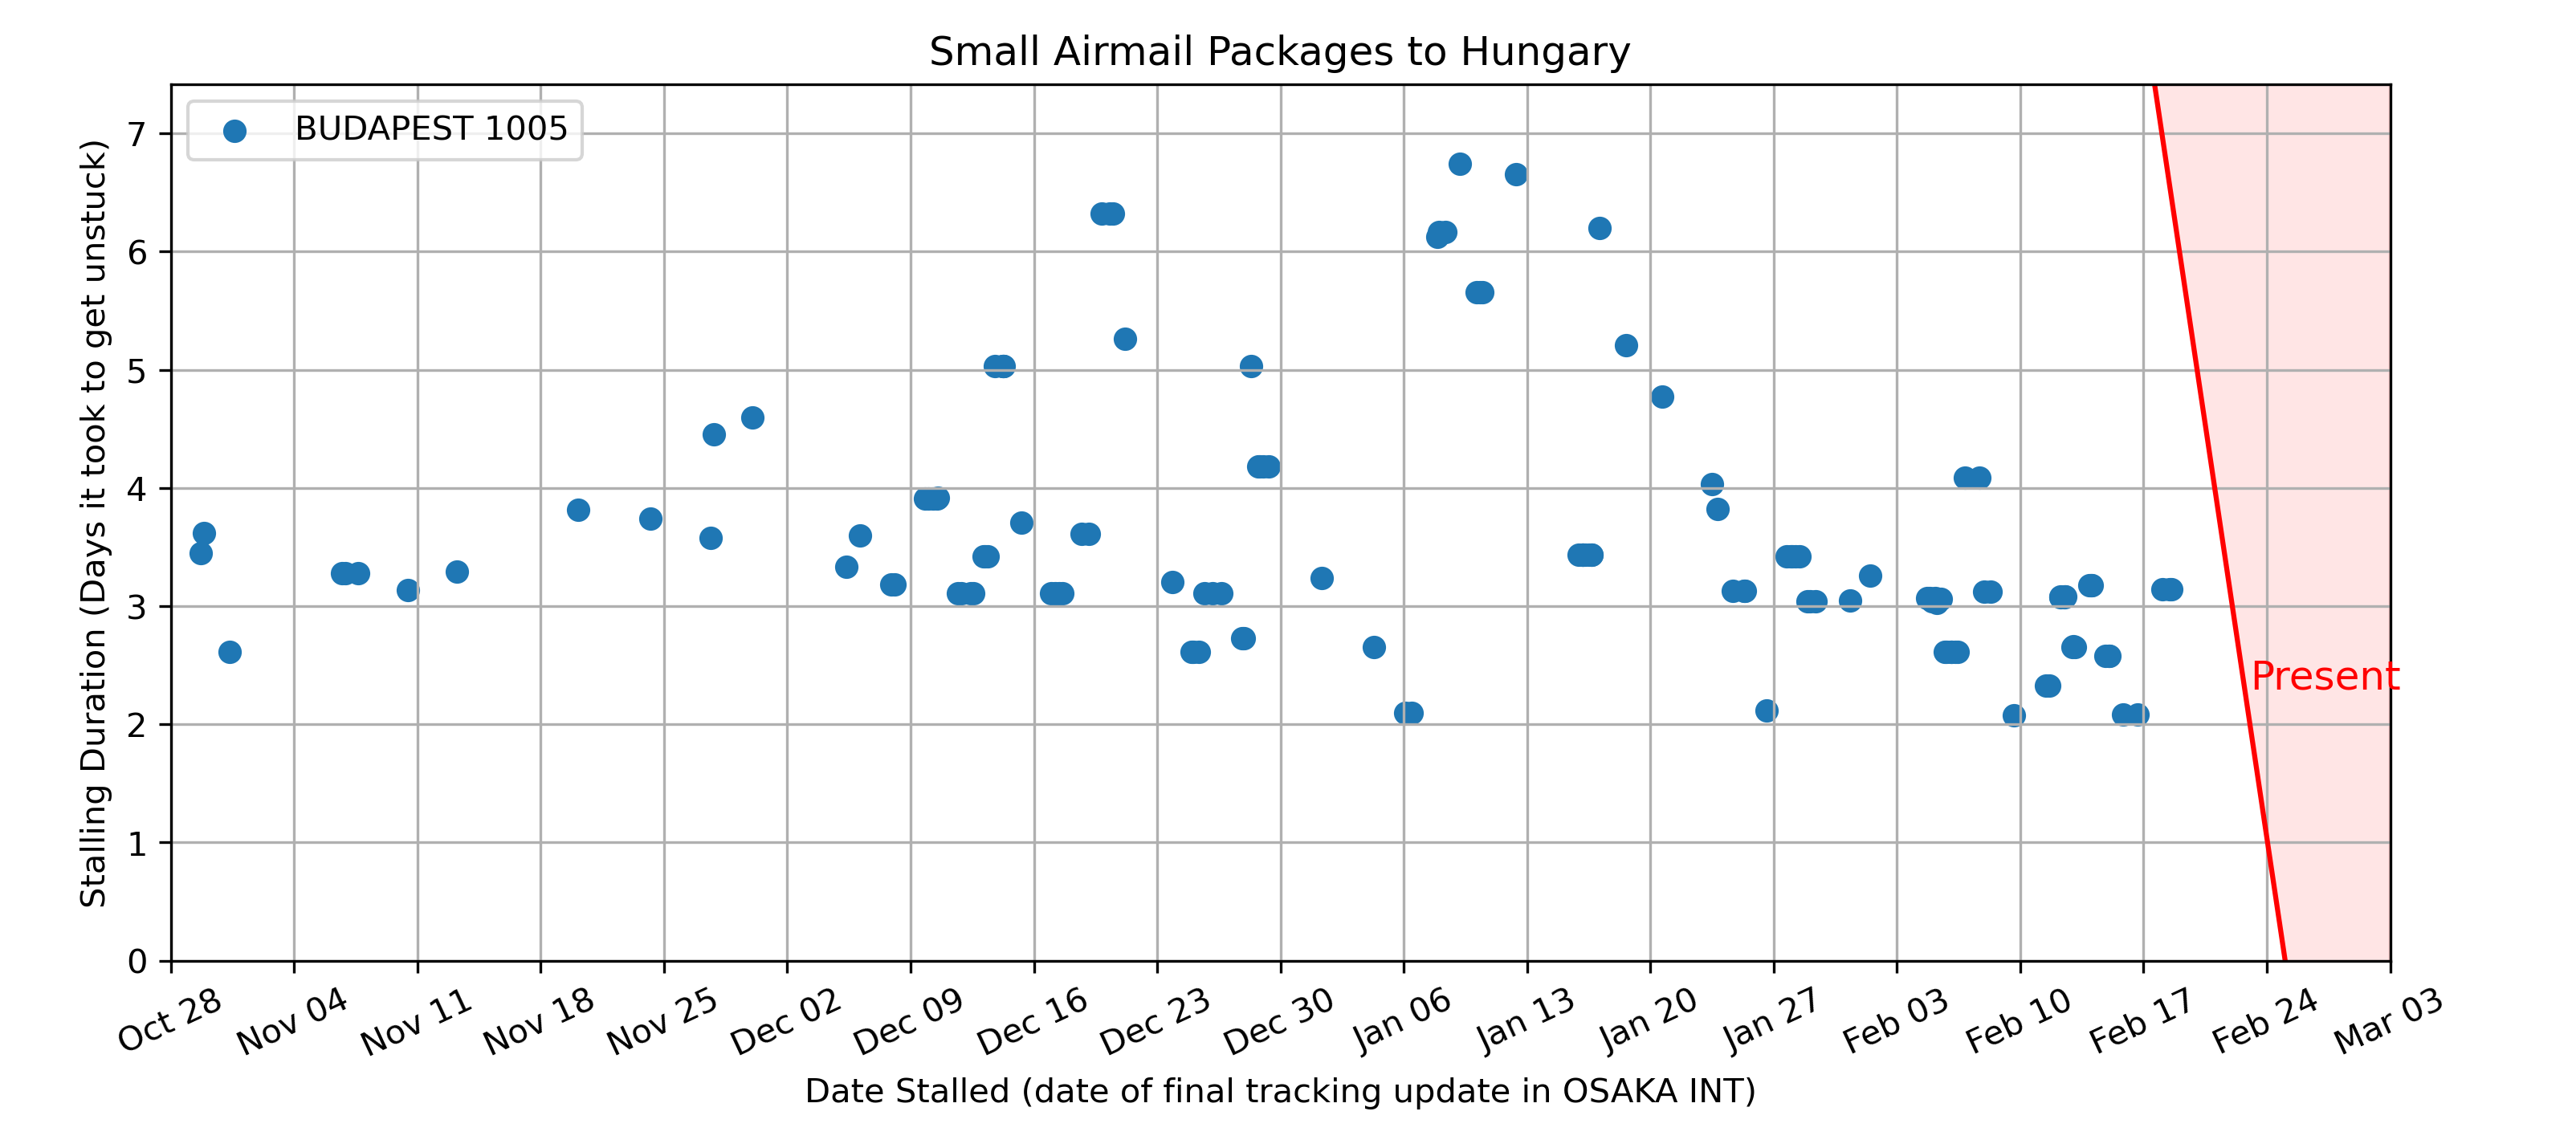 Small Airmail Packages to Hungary
BUDAPEST 1005
Stalling Duration (Days it took to get unstuck)
7
6
5
4
3
2
1
0
Present
Oct 28
Nov 04
Nov 11
Nov 18
Nov 25
Dec 02
Dec 09
Dec 16
Dec 23
Dec 30
Jan 06
Jan 13
Jan 20
Jan 27
Feb 03
Feb 10
Feb 17
Feb 24
Mar 03
Date Stalled (date of final tracking update in OSAKA INT)